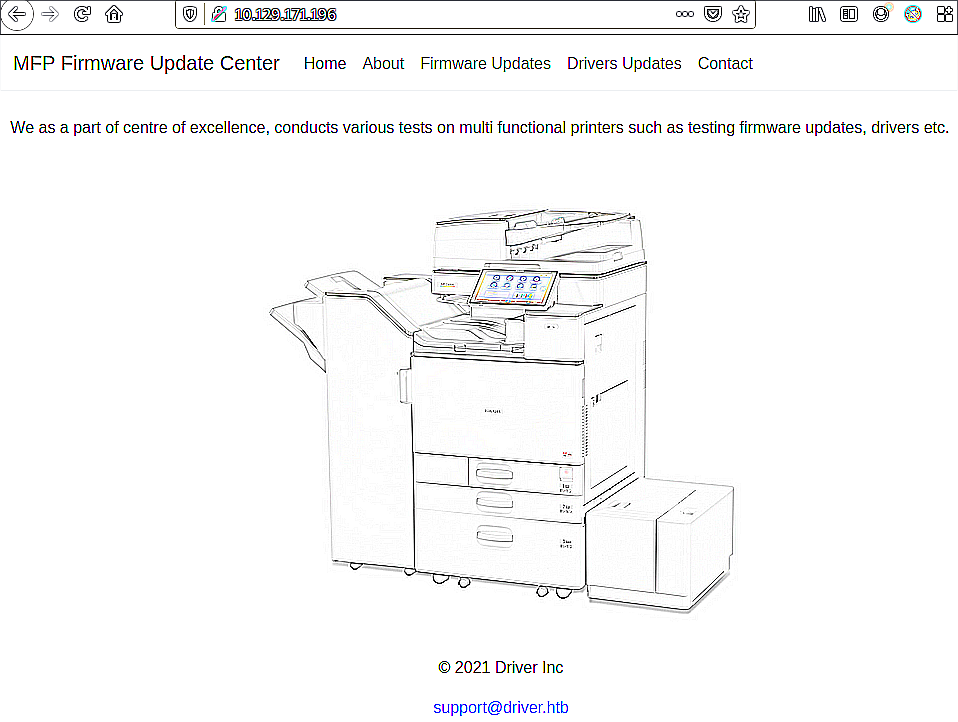 10.129.171.196
MFP Firmware Update Center Home About Firmware Updates Drivers Updates Contact
We as a part of centre of excellence, conducts various tests on multi functional printers such as testing firmware updates, drivers etc.
© 2021 Driver Inc
support@driver.htb